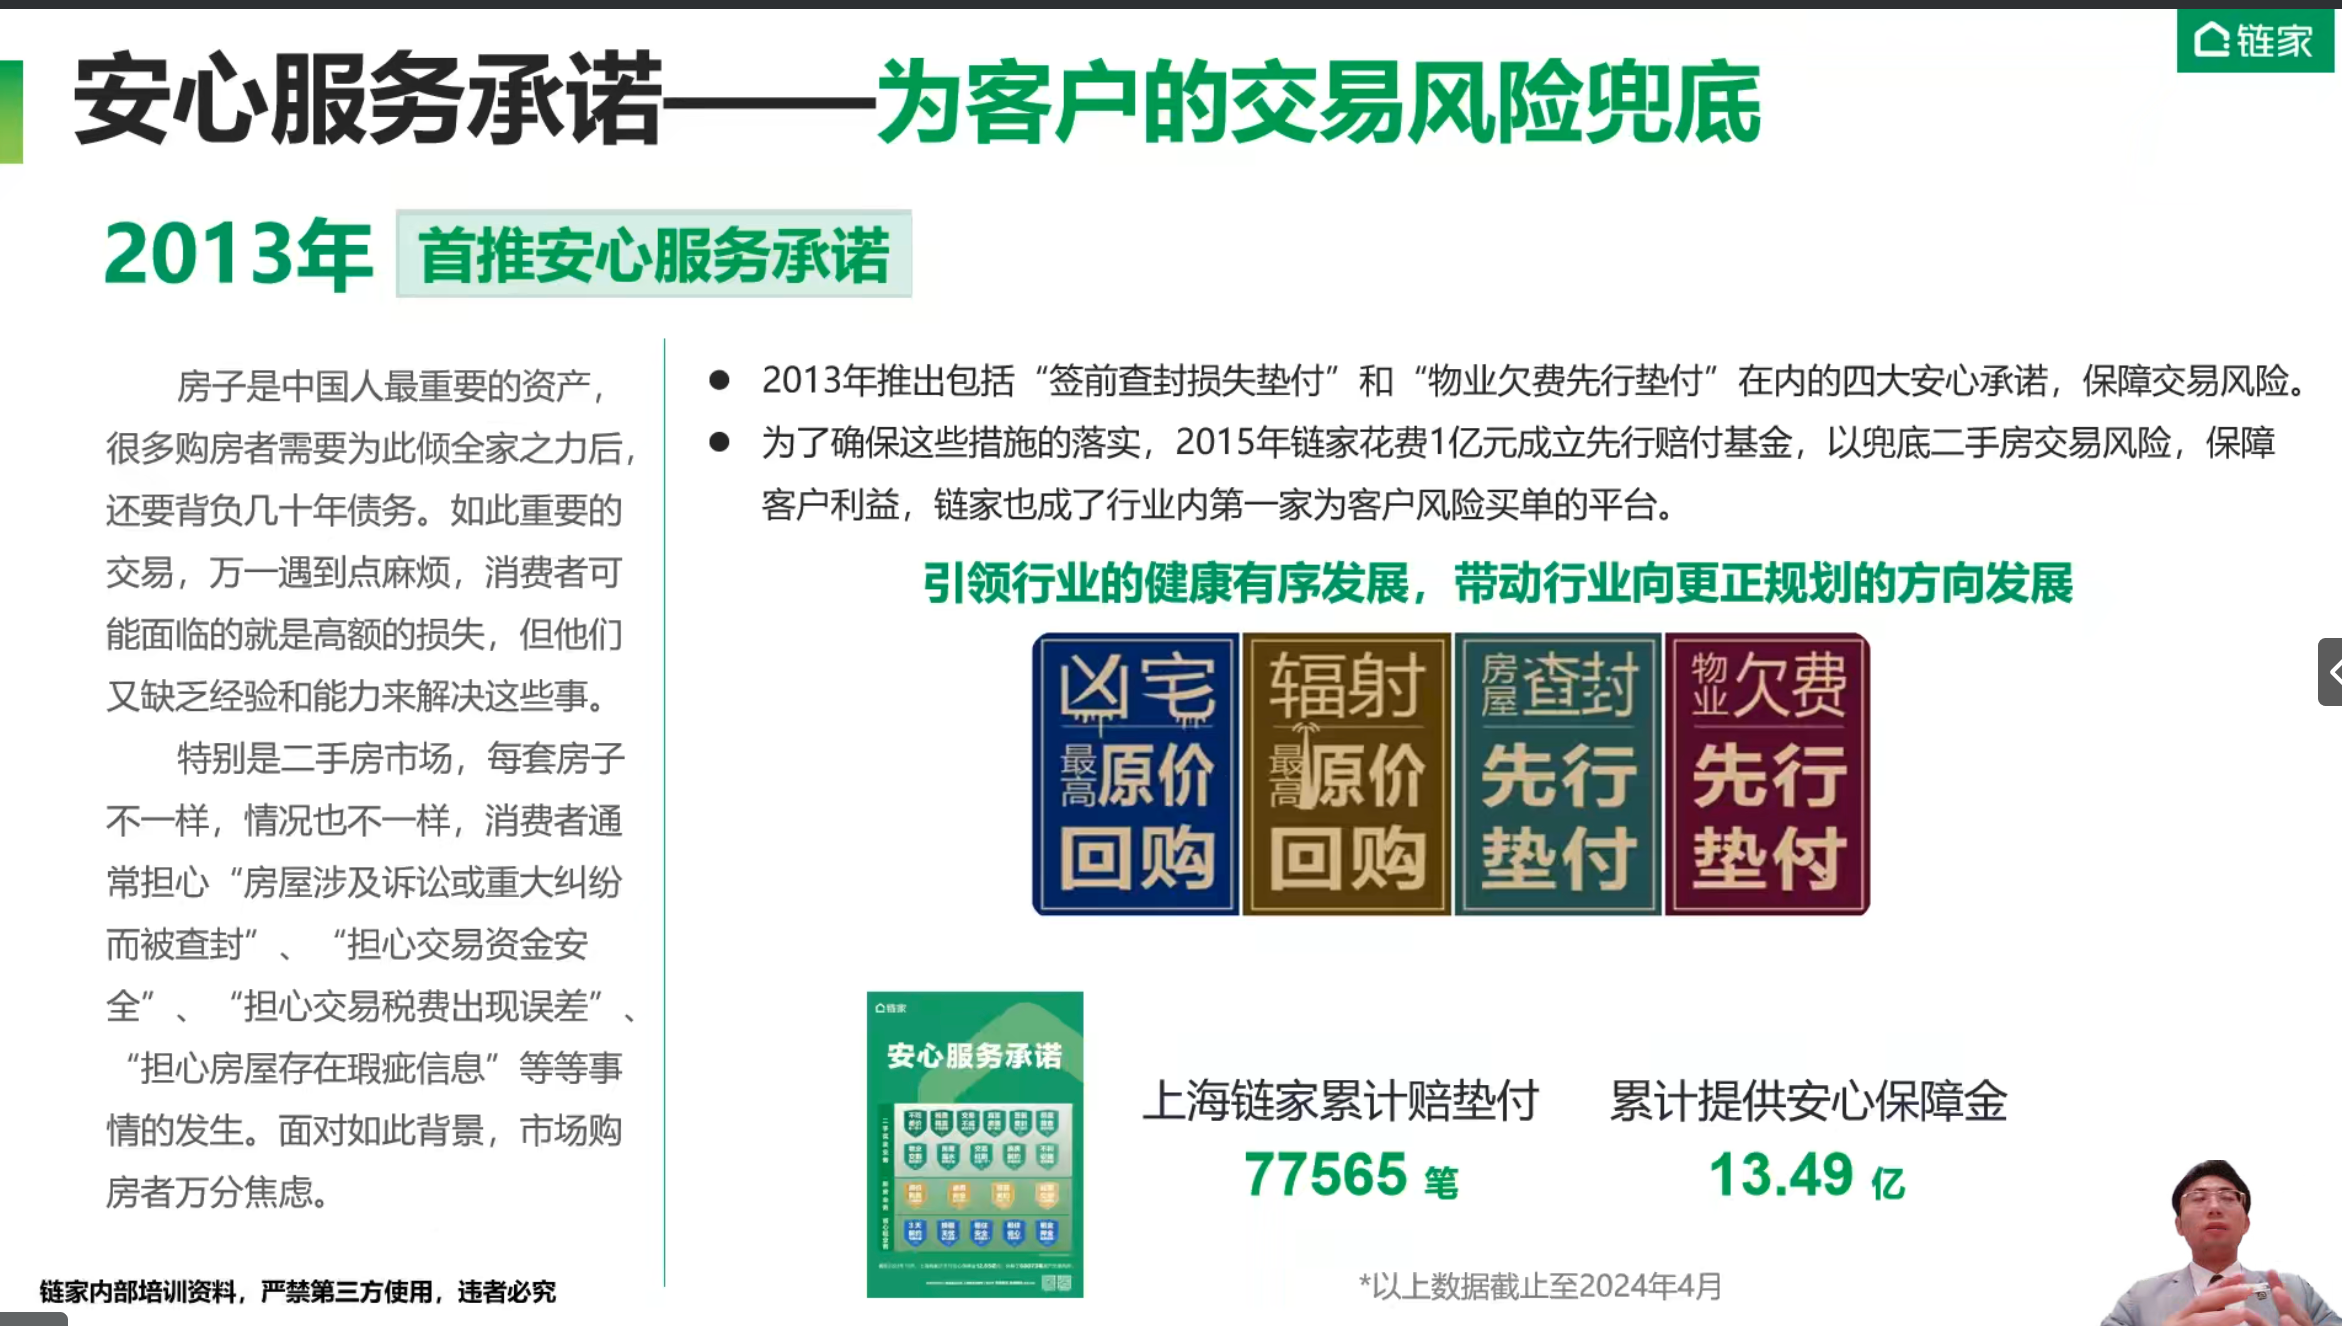 链家
安心服务承诺——为客户的交易风险兜底
2013年 首推安心服务承诺
房子是中国人最重要的资产，
很多购房者需要为此倾全家之力后，
还要背负几十年债务。如此重要的
交易，万一遇到点麻烦，消费者可
能面临的就是高额的损失，但他们
又缺乏经验和能力来解决这些事。
特别是二手房市场，每套房子
不一样，情况也不一样，消费者通
常担心“房屋涉及诉讼或重大纠纷
而被查封”、“担心交易资金安
全”、“担心交易税费出现误差”、
“担心房屋存在瑕疵信息”等等事
情的发生。面对如此背景，市场购
房者万分焦虑。
● 2013年推出包括“签前查封损失垫付”和“物业欠费先行垫付”在内的四大安心承诺，保障交易风险。
● 为了确保这些措施的落实，2015年链家花费1亿元成立先行赔付基金，以兜底二手房交易风险，保障
客户利益，链家也成了行业内第一家为客户风险买单的平台。
引领行业的健康有序发展，带动行业向更正规划的方向发展
凶宅
最高原价
回购
辐射
最高原价
回购
房屋查封
先行
垫付
物业欠费
先行
垫付
链家
安心服务承诺
上海链家累计赔垫付
77565 笔
累计提供安心保障金
13.49 亿
*以上数据截止至2024年4月
链家内部培训资料，严禁第三方使用，违者必究